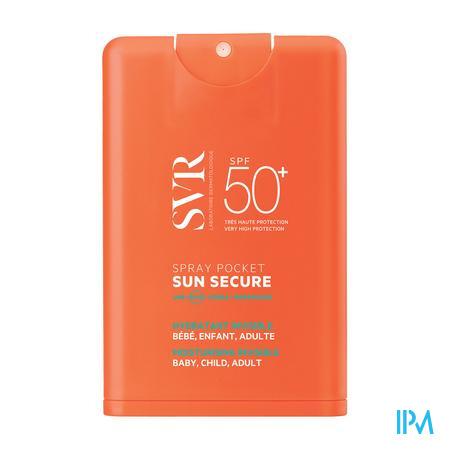 SVR
LABORATOIRE DERMATOLOGIQUE
SPF
50+
TRÈS HAUTE PROTECTION
VERY HIGH PROTECTION
SPRAY POCKET
SUN SECURE
HYDRATANT INVISIBLE
BÉBÉ, ENFANT, ADULTE
MOISTURISING INVISIBLE
BABY, CHILD, ADULT
IPM